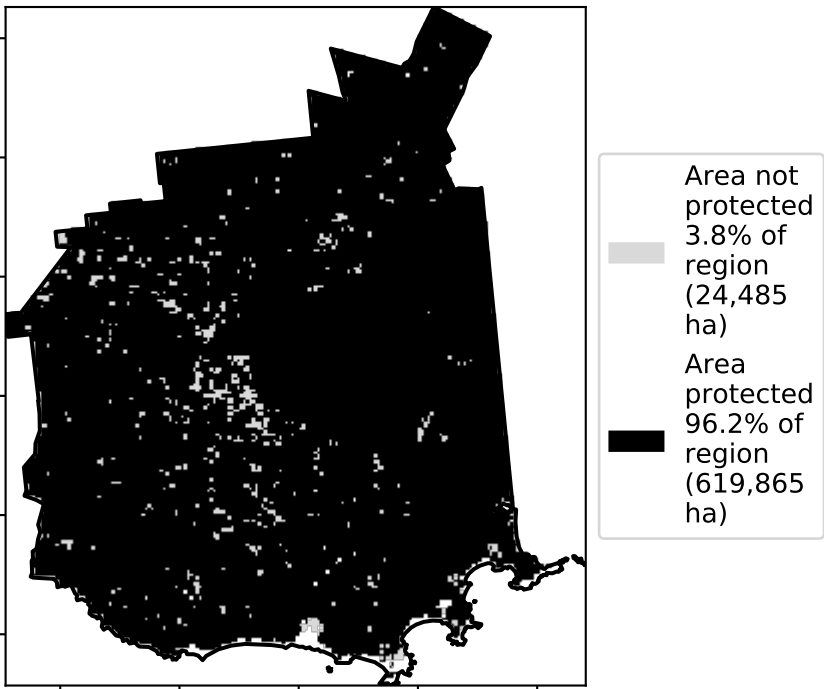 Area not
protected
3.8% of
region
(24,485
ha)
Area
protected
96.2% of
region
(619,865
ha)